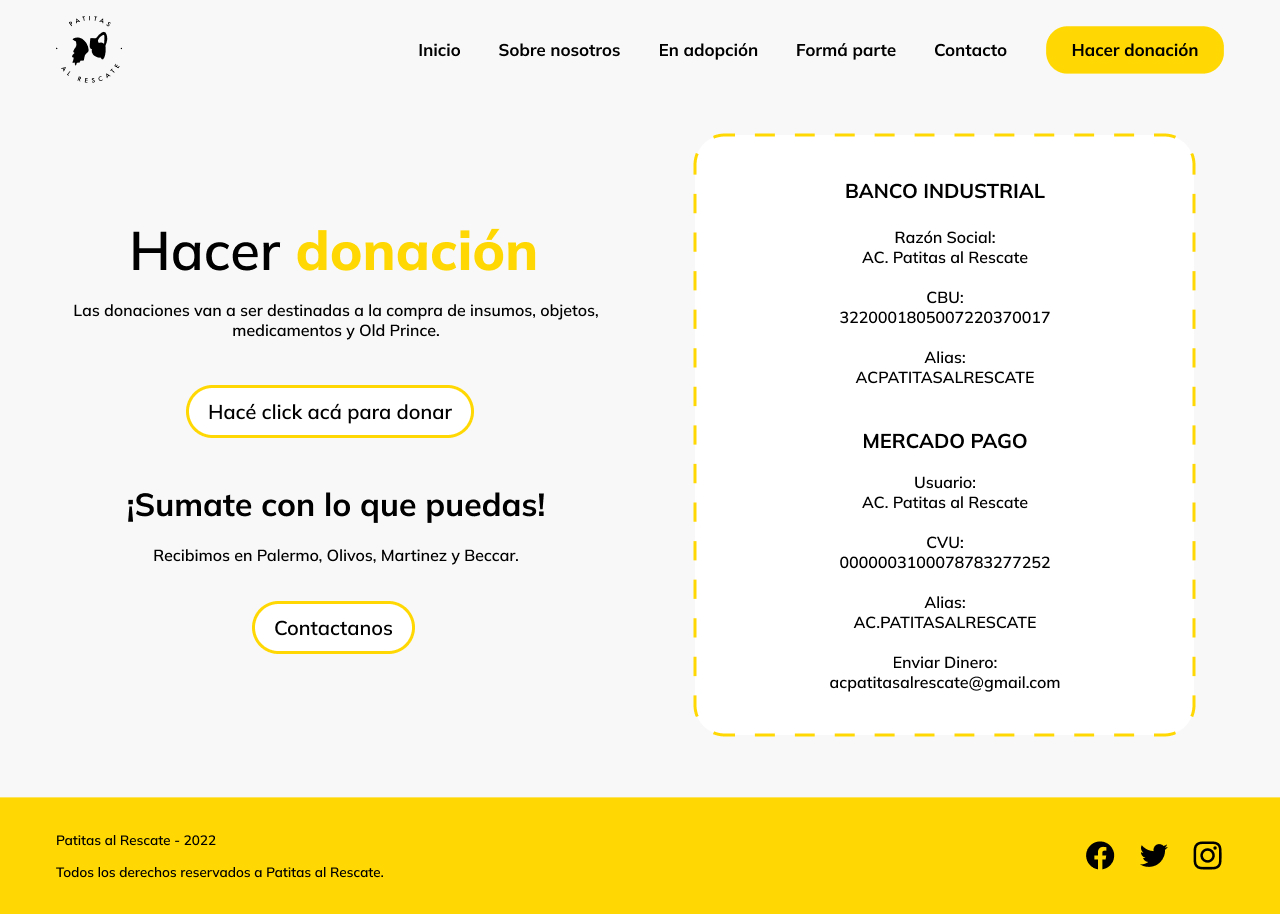 PATITAS
AL RESCATE
Inicio
Sobre nosotros
En adopción
Formá parte
Contacto
Hacer donación
Hacer donación
Las donaciones van a ser destinadas a la compra de insumos, objetos,
medicamentos y Old Prince.
Hacé click acá para donar
¡Sumate con lo que puedas!
Recibimos en Palermo, Olivos, Martinez y Beccar.
Contactanos
BANCO INDUSTRIAL
Razón Social:
AC. Patitas al Rescate
CBU:
3220001805007220370017
Alias:
ACPATITASALRESCATE
MERCADO PAGO
Usuario:
AC. Patitas al Rescate
CVU:
0000003100078783277252
Alias:
AC.PATITASALRESCATE
Enviar Dinero:
acpatitasalrescate@gmail.com
Patitas al Rescate - 2022
Todos los derechos reservados a Patitas al Rescate.